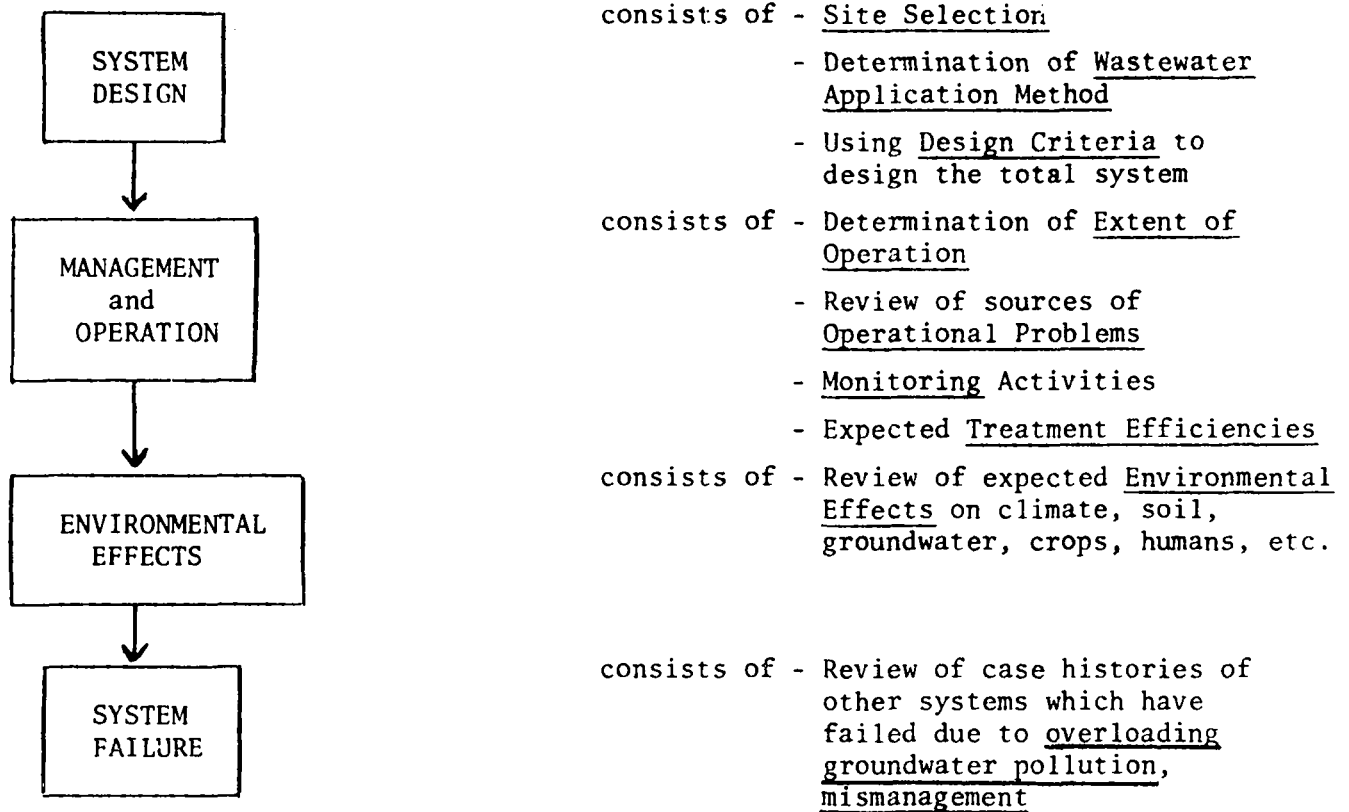 SYSTEM
DESIGN
consists of - Site Selection
- Determination of Wastewater
Application Method
- Using Design Criteria to
design the total system
MANAGEMENT
and
OPERATION
consists of - Determination of Extent of
Operation
- Review of sources of
Operational Problems
- Monitoring Activities
- Expected Treatment Efficiencies
ENVIRONMENTAL
EFFECTS
consists of - Review of expected Environmental
Effects on climate, soil,
groundwater, crops, humans, etc.
SYSTEM
FAILURE
consists of - Review of case histories of
other systems which have
failed due to overloading
groundwater pollution,
mismanagement